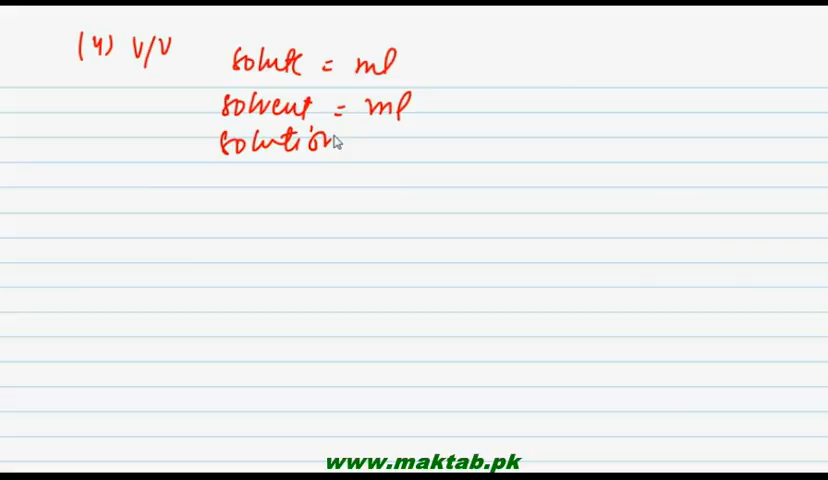 (4) V/V
solute = ml
solvent = ml
solution
www.maktab.pk